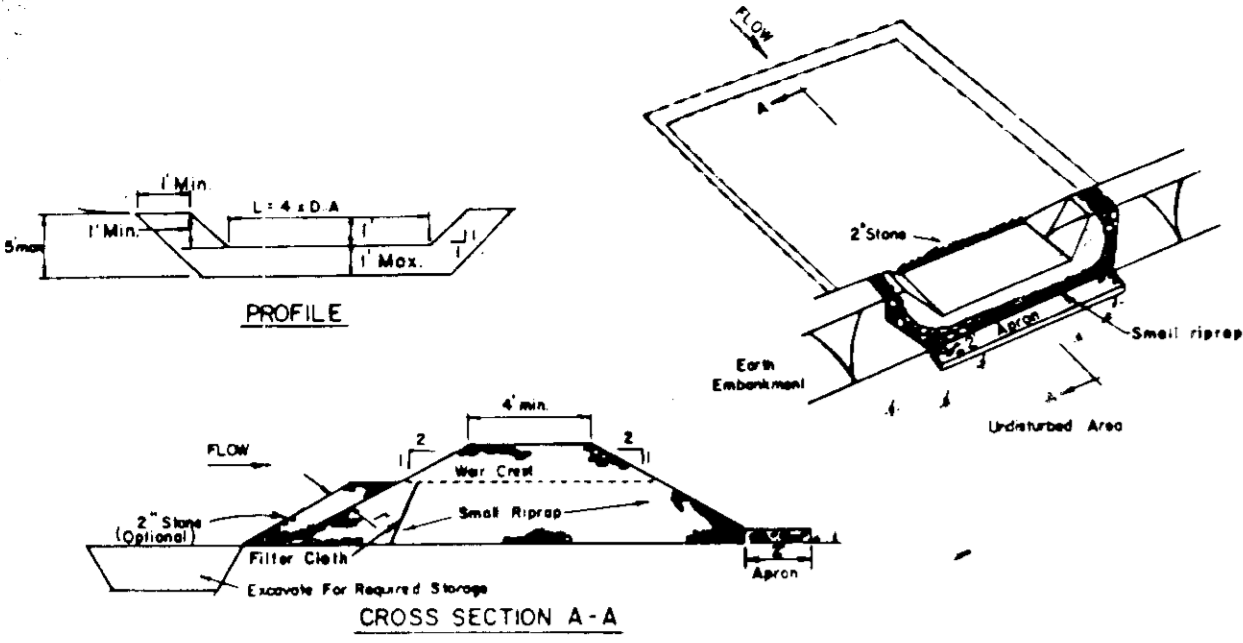 FLOW
A
1' Min.
L = 4 x D.A
5' max
1' Min.
1'
1
1
1' Max.
PROFILE
2" Stone
Apron
Small riprap
Earth
Embankment
Undisturbed Area
4' min.
2
1
2
1
FLOW
Weir Crest
2" Stone
(Optional)
Small Riprap
Filter Cloth
Apron
Excavate For Required Storage
CROSS SECTION A-A